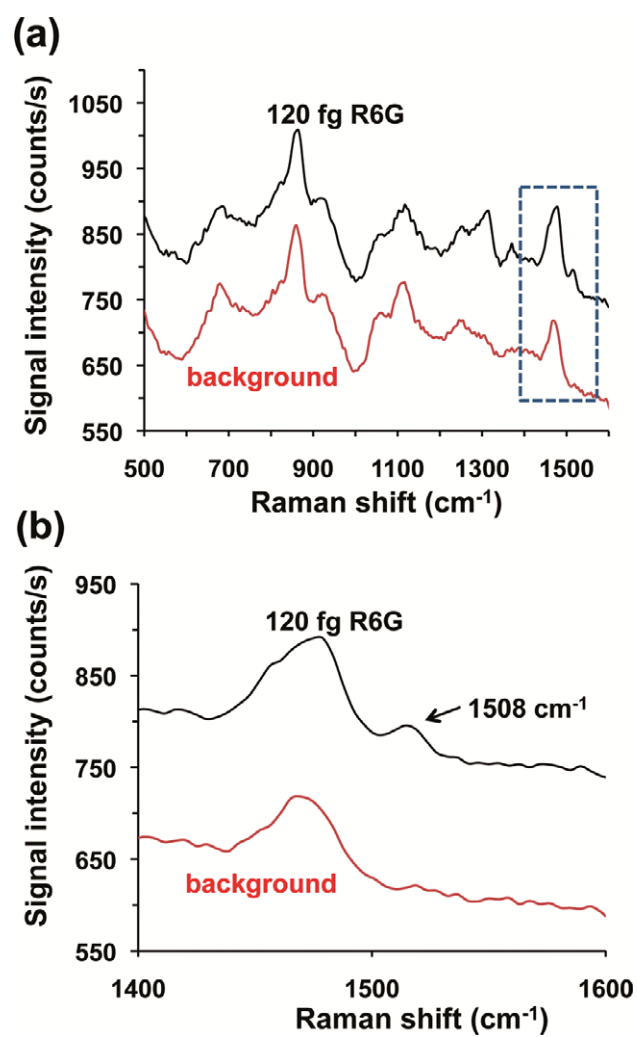 (a)
Signal intensity (counts/s)
1050
950
850
750
650
550
120 fg R6G
background
500 700 900 1100 1300 1500
Raman shift (cm⁻¹)
(b)
Signal intensity (counts/s)
950
850
750
650
550
120 fg R6G
1508 cm⁻¹
background
1400 1500 1600
Raman shift (cm⁻¹)